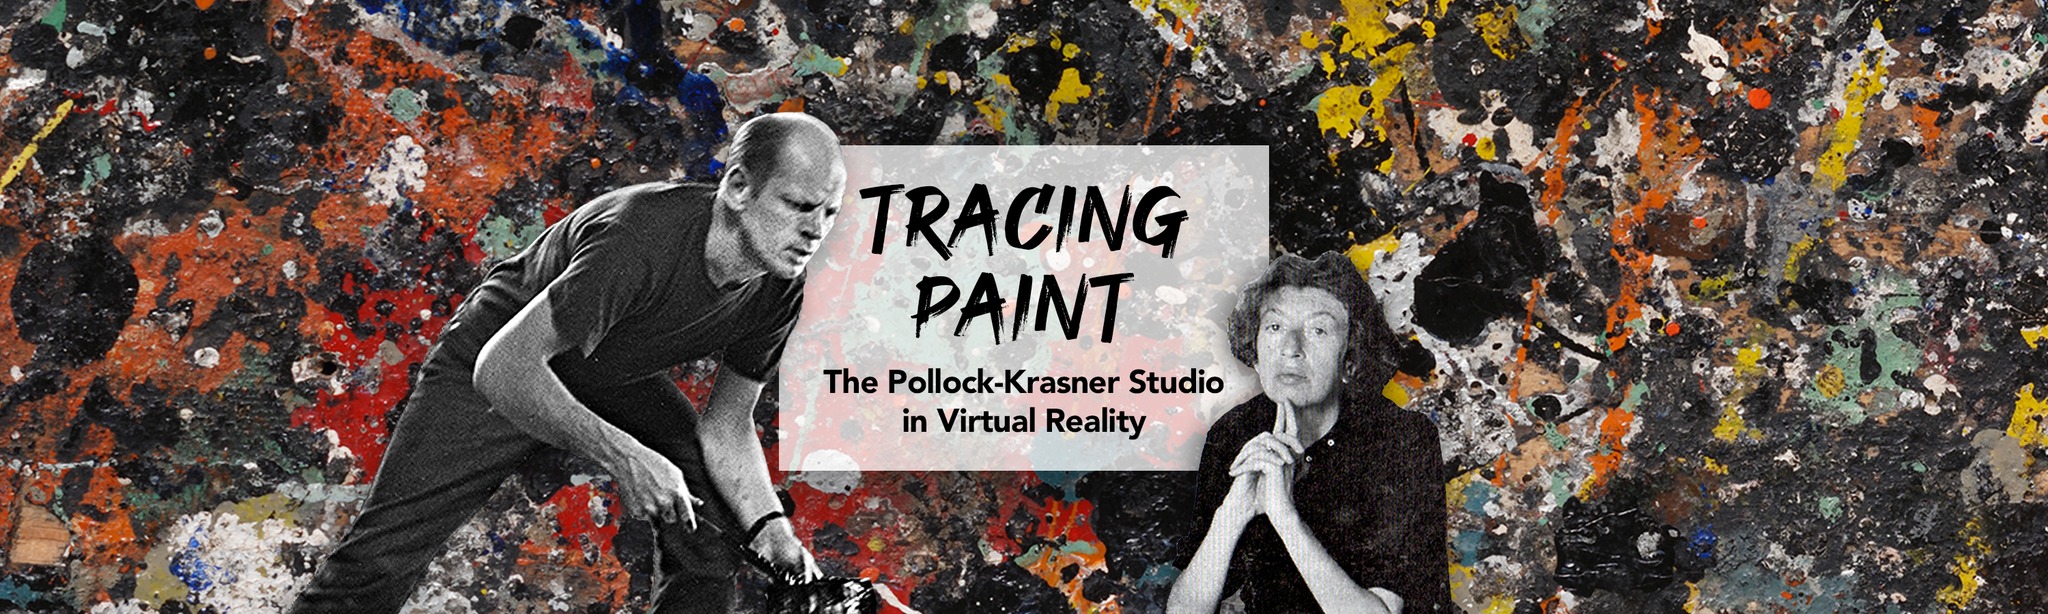 TRACING
PAINT
The Pollock-Krasner Studio
in Virtual Reality